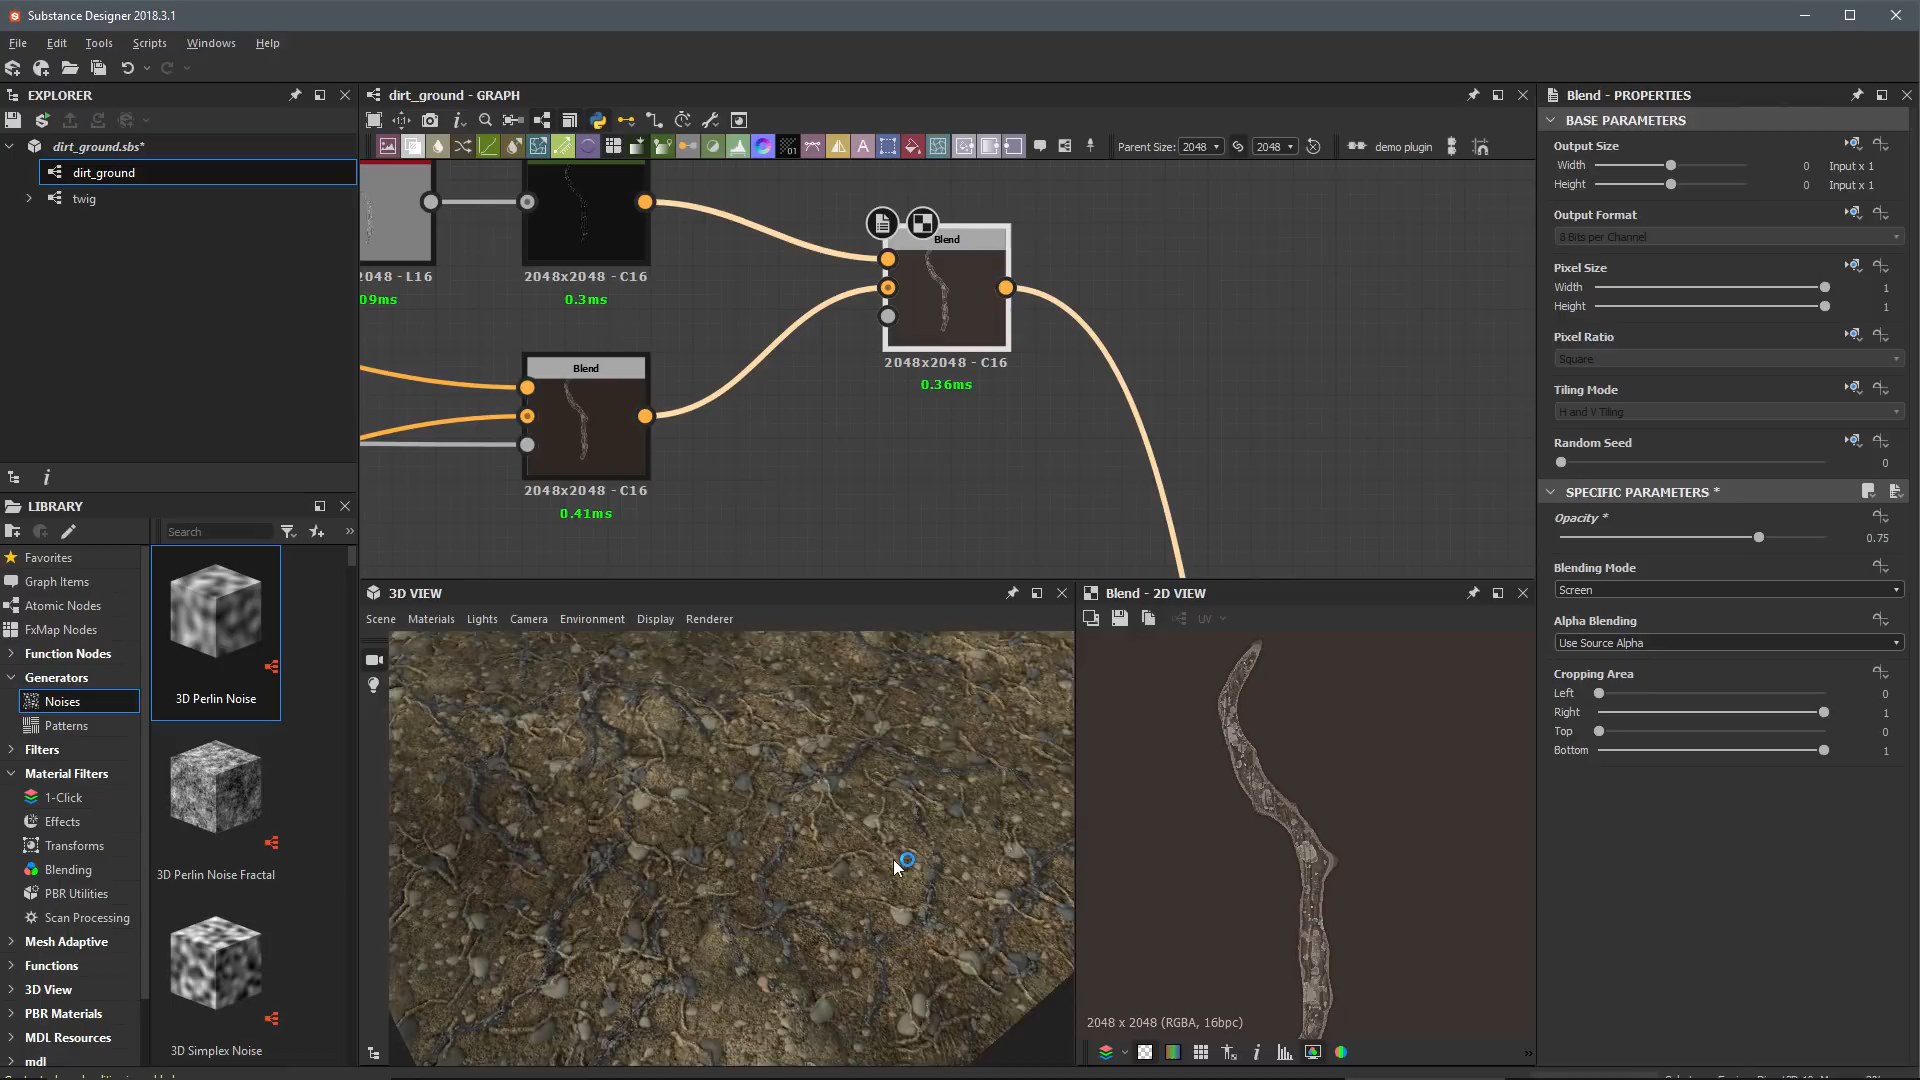 Substance Designer 2018.3.1
File Edit Tools Scripts Windows Help
EXPLORER
dirt_ground.sbs*
dirt_ground
twig
LIBRARY
Search
Favorites
Graph Items
Atomic Nodes
FxMap Nodes
Function Nodes
Generators
Noises
Patterns
Filters
Material Filters
1-Click
Effects
Transforms
Blending
PBR Utilities
Scan Processing
Mesh Adaptive
Functions
3D View
PBR Materials
MDL Resources
mdl
3D Perlin Noise
3D Perlin Noise Fractal
3D Simplex Noise
dirt_ground - GRAPH
Parent Size: 2048 2048 demo plugin
2048 - L16
09ms
2048x2048 - C16
0.3ms
Blend
2048x2048 - C16
0.41ms
Blend
2048x2048 - C16
0.36ms
3D VIEW
Scene Materials Lights Camera Environment Display Renderer
Blend - 2D VIEW
UV
2048 x 2048 (RGBA, 16bpc)
Blend - PROPERTIES
BASE PARAMETERS
Output Size
Width 0 Input x 1
Height 0 Input x 1
Output Format
8 Bits per Channel
Pixel Size
Width 1
Height 1
Pixel Ratio
Square
Tiling Mode
H and V Tiling
Random Seed
0
SPECIFIC PARAMETERS *
Opacity *
0.75
Blending Mode
Screen
Alpha Blending
Use Source Alpha
Cropping Area
Left 0
Right 1
Top 0
Bottom 1